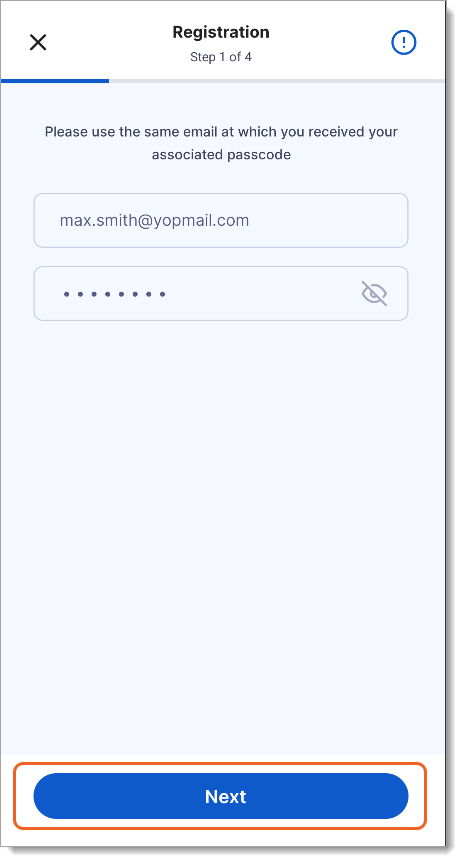 Registration
Step 1 of 4
Please use the same email at which you received your
associated passcode
max.smith@yopmail.com
••••••••
Next